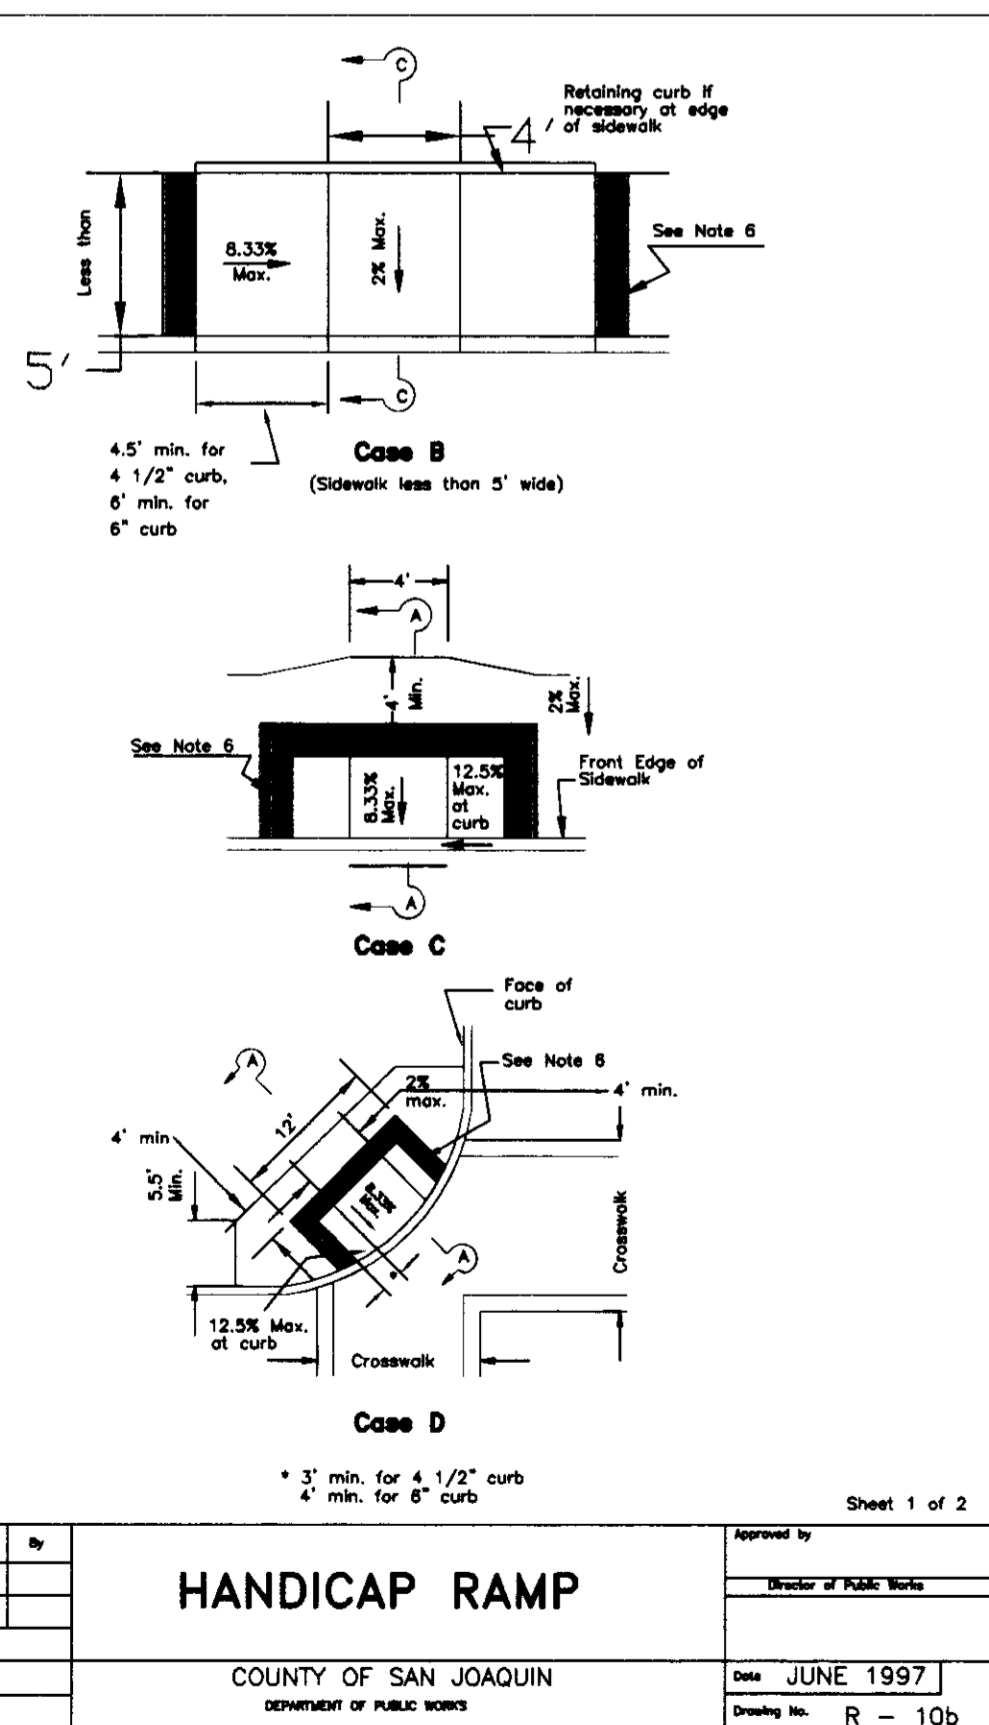 C
Retaining curb if
necessary at edge
of sidewalk
4'
Less than
8.33%
Max.
2% Max.
See Note 6
5'
C
4.5' min. for
4 1/2" curb,
6' min. for
6" curb
Case B
(Sidewalk less than 5' wide)
4'
A
4'
Min.
2%
Max.
See Note 6
8.33%
Max.
12.5%
Max.
at
curb
Front Edge of
Sidewalk
A
Case C
Face of
curb
A
See Note 6
2%
max.
4' min.
12'
4' min
5.5'
Min.
8.33%
Max.
Crosswalk
A
*
12.5% Max.
at curb
Crosswalk
Case D
* 3' min. for 4 1/2" curb
4' min. for 6" curb
Sheet 1 of 2
By
HANDICAP RAMP
Approved by
Director of Public Works
COUNTY OF SAN JOAQUIN
DEPARTMENT OF PUBLIC WORKS
Date JUNE 1997
Drawing No. R - 10b